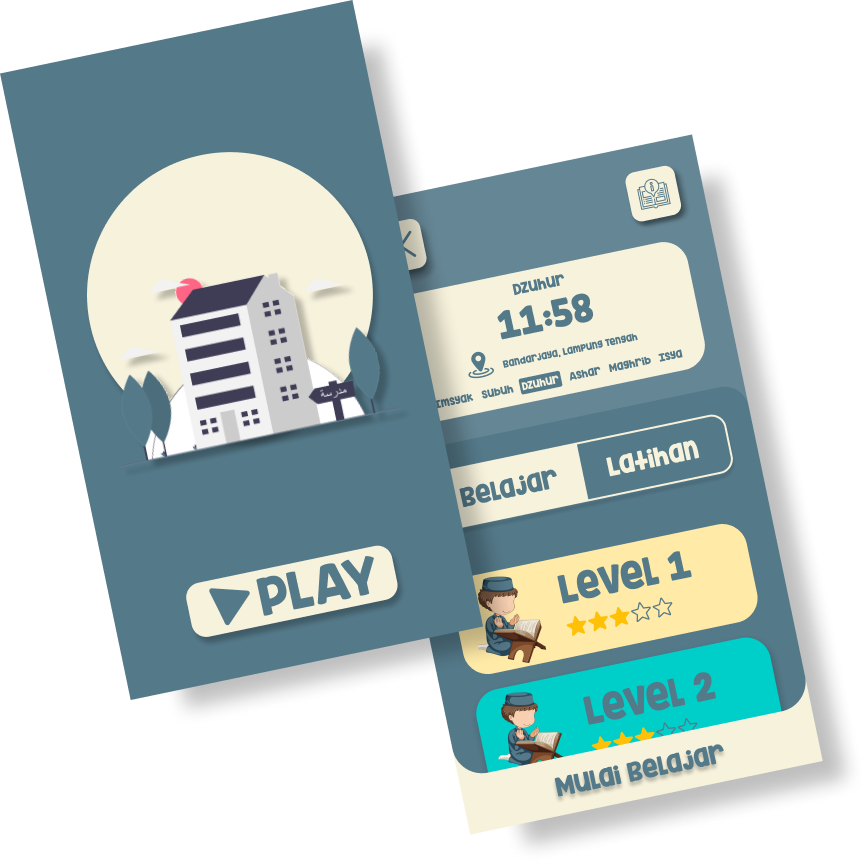 مدرسة
PLAY
Dzuhur
11:58
Bandarjaya, Lampung Tengah
Imsyak Subuh Dzuhur Ashar Maghrib Isya
Belajar Latihan
Level 1
Level 2
Mulai Belajar